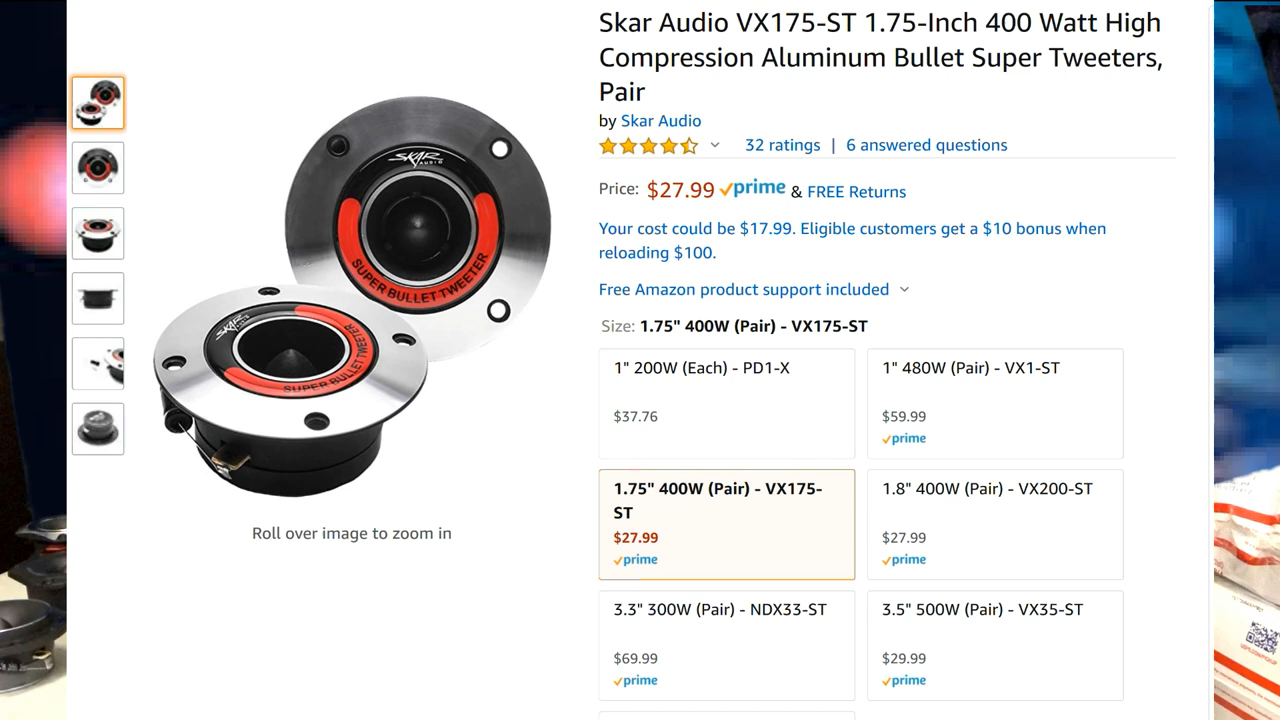 Skar Audio VX175-ST 1.75-Inch 400 Watt High
Compression Aluminum Bullet Super Tweeters,
Pair
by Skar Audio
32 ratings | 6 answered questions
Price: $27.99 prime & FREE Returns
Your cost could be $17.99. Eligible customers get a $10 bonus when
reloading $100.
Free Amazon product support included
Size: 1.75" 400W (Pair) - VX175-ST
1" 200W (Each) - PD1-X
$37.76
1" 480W (Pair) - VX1-ST
$59.99
prime
1.75" 400W (Pair) - VX175-
ST
$27.99
prime
1.8" 400W (Pair) - VX200-ST
$27.99
prime
3.3" 300W (Pair) - NDX33-ST
$69.99
prime
3.5" 500W (Pair) - VX35-ST
$29.99
prime
SKAR
AUDIO
SUPER BULLET TWEETER
SKAR
AUDIO
SUPER BULLET TWEETER
Roll over image to zoom in